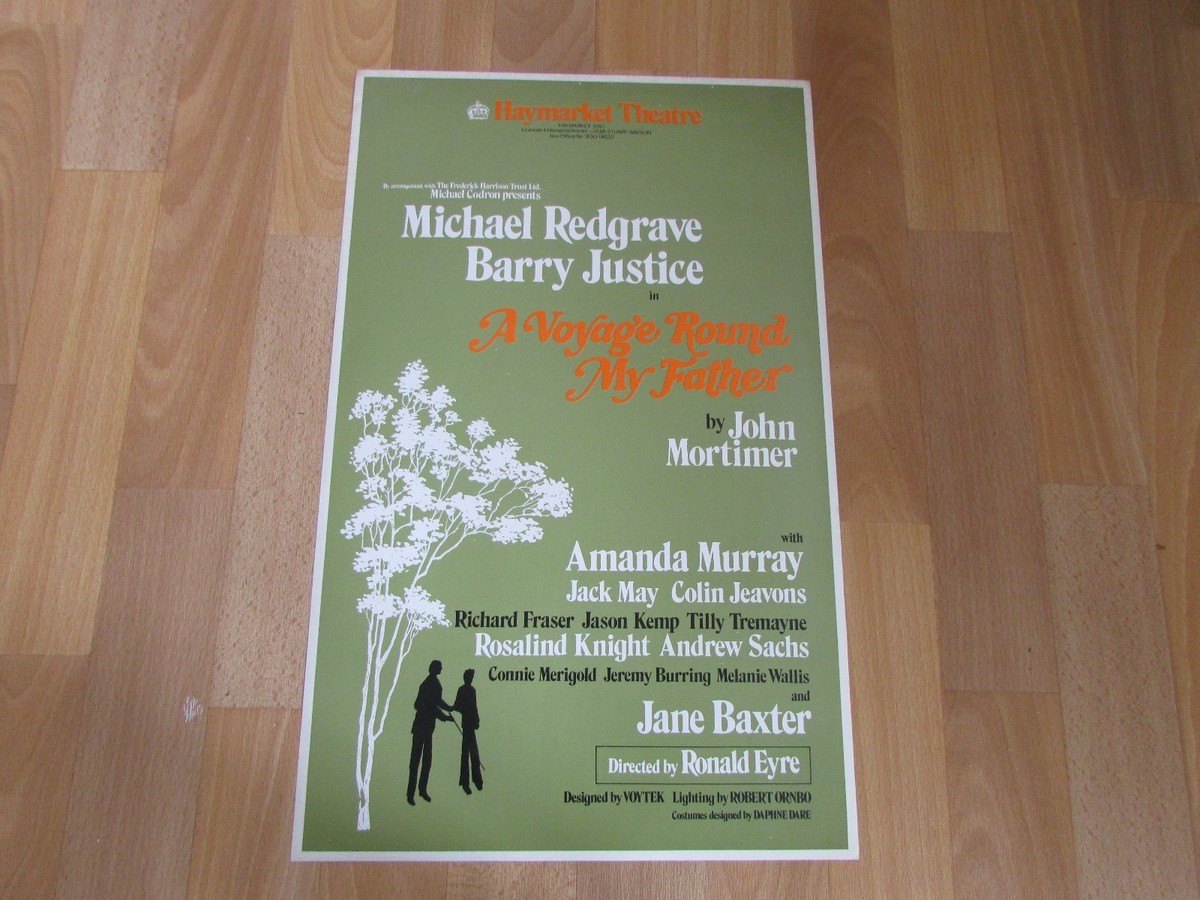 Haymarket Theatre
By arrangement with The Frederick Harrison Trust Ltd.
Michael Codron presents
Michael Redgrave
Barry Justice
in
A Voyage Round
My Father
by John
Mortimer
with
Amanda Murray
Jack May Colin Jeavons
Richard Fraser Jason Kemp Tilly Tremayne
Rosalind Knight Andrew Sachs
Connie Merigold Jeremy Burring Melanie Wallis
and
Jane Baxter
Directed by Ronald Eyre
Designed by VOYTEK Lighting by ROBERT ORNBO
Costumes designed by DAPHNE DARE